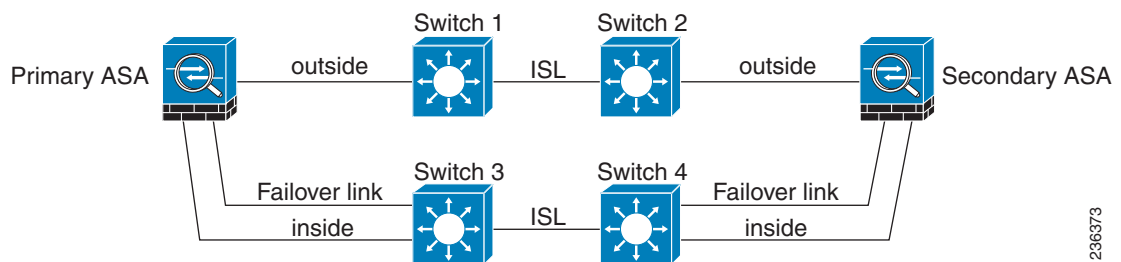 Switch 1
Switch 2
Primary ASA
outside
ISL
outside
Secondary ASA
Switch 3
Switch 4
Failover link
ISL
Failover link
inside
inside
236373